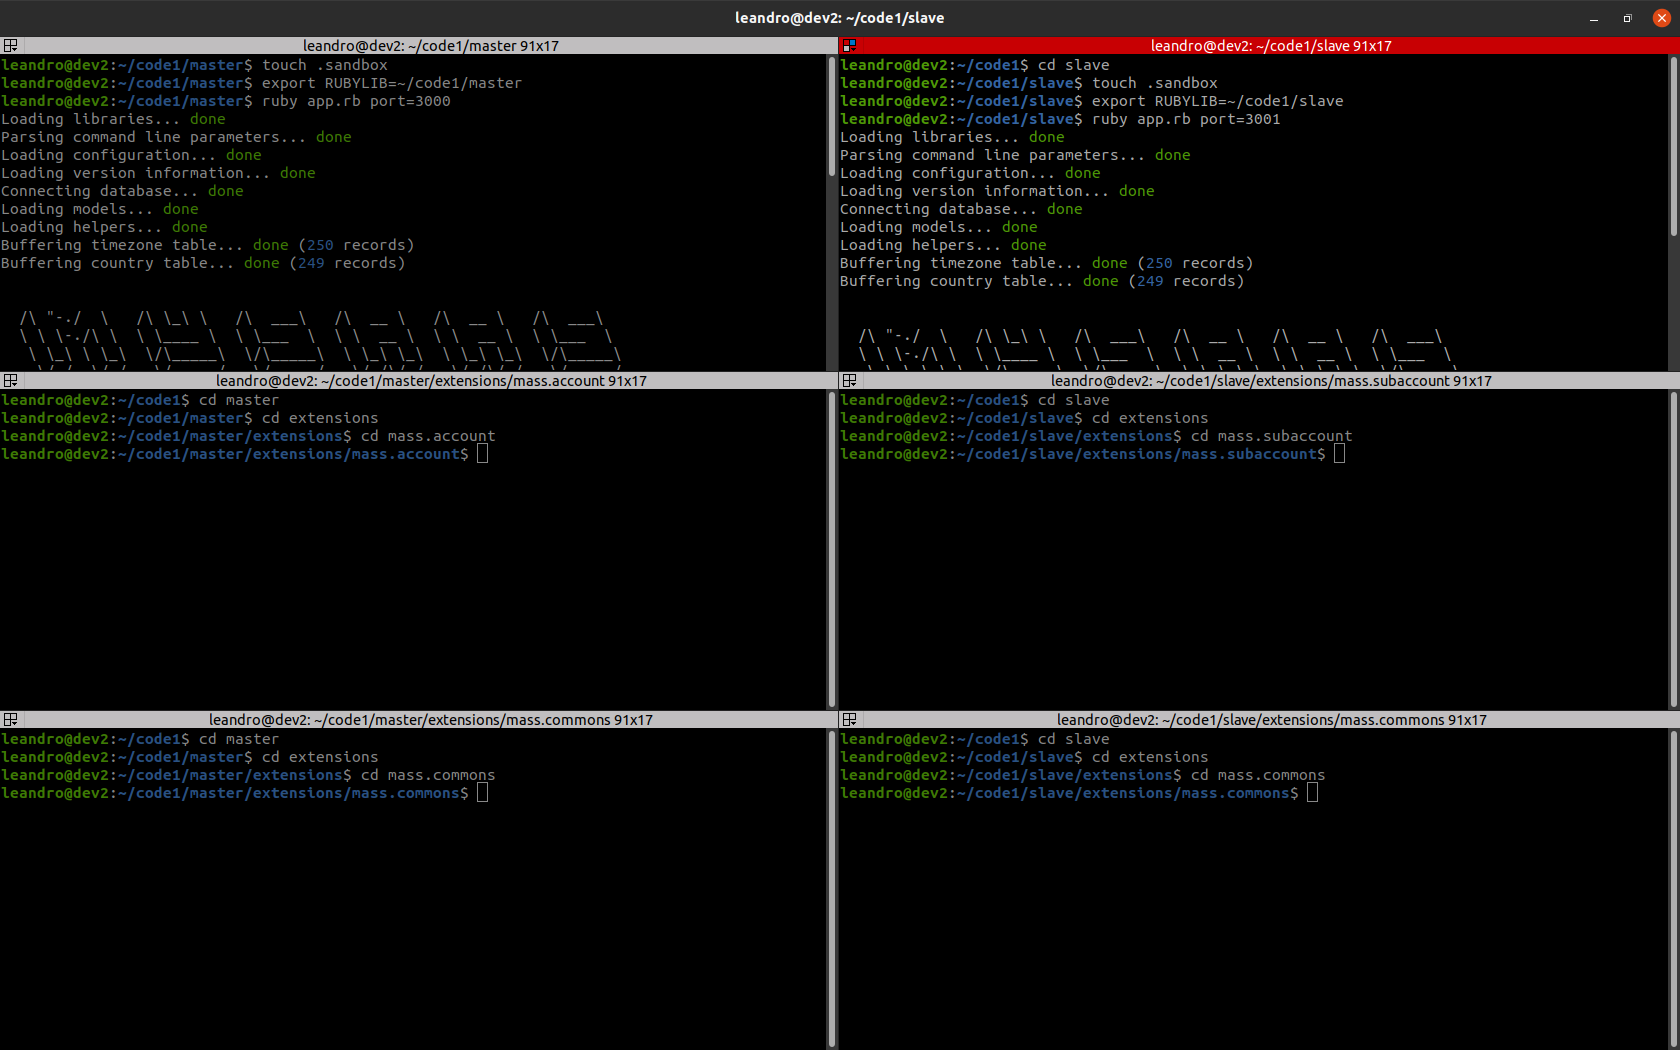 leandro@dev2: ~/code1/slave
leandro@dev2: ~/code1/master 91x17
leandro@dev2:~/code1/master$ touch .sandbox
leandro@dev2:~/code1/master$ export RUBYLIB=~/code1/master
leandro@dev2:~/code1/master$ ruby app.rb port=3000
Loading libraries... done
Parsing command line parameters... done
Loading configuration... done
Loading version information... done
Connecting database... done
Loading models... done
Loading helpers... done
Buffering timezone table... done (250 records)
Buffering country table... done (249 records)
leandro@dev2: ~/code1/slave 91x17
leandro@dev2:~/code1$ cd slave
leandro@dev2:~/code1/slave$ touch .sandbox
leandro@dev2:~/code1/slave$ export RUBYLIB=~/code1/slave
leandro@dev2:~/code1/slave$ ruby app.rb port=3001
Loading libraries... done
Parsing command line parameters... done
Loading configuration... done
Loading version information... done
Connecting database... done
Loading models... done
Loading helpers... done
Buffering timezone table... done (250 records)
Buffering country table... done (249 records)
leandro@dev2: ~/code1/master/extensions/mass.account 91x17
leandro@dev2:~/code1$ cd master
leandro@dev2:~/code1/master$ cd extensions
leandro@dev2:~/code1/master/extensions$ cd mass.account
leandro@dev2:~/code1/master/extensions/mass.account$
leandro@dev2: ~/code1/slave/extensions/mass.subaccount 91x17
leandro@dev2:~/code1$ cd slave
leandro@dev2:~/code1/slave$ cd extensions
leandro@dev2:~/code1/slave/extensions$ cd mass.subaccount
leandro@dev2:~/code1/slave/extensions/mass.subaccount$
leandro@dev2: ~/code1/master/extensions/mass.commons 91x17
leandro@dev2:~/code1$ cd master
leandro@dev2:~/code1/master$ cd extensions
leandro@dev2:~/code1/master/extensions$ cd mass.commons
leandro@dev2:~/code1/master/extensions/mass.commons$
leandro@dev2: ~/code1/slave/extensions/mass.commons 91x17
leandro@dev2:~/code1$ cd slave
leandro@dev2:~/code1/slave$ cd extensions
leandro@dev2:~/code1/slave/extensions$ cd mass.commons
leandro@dev2:~/code1/slave/extensions/mass.commons$